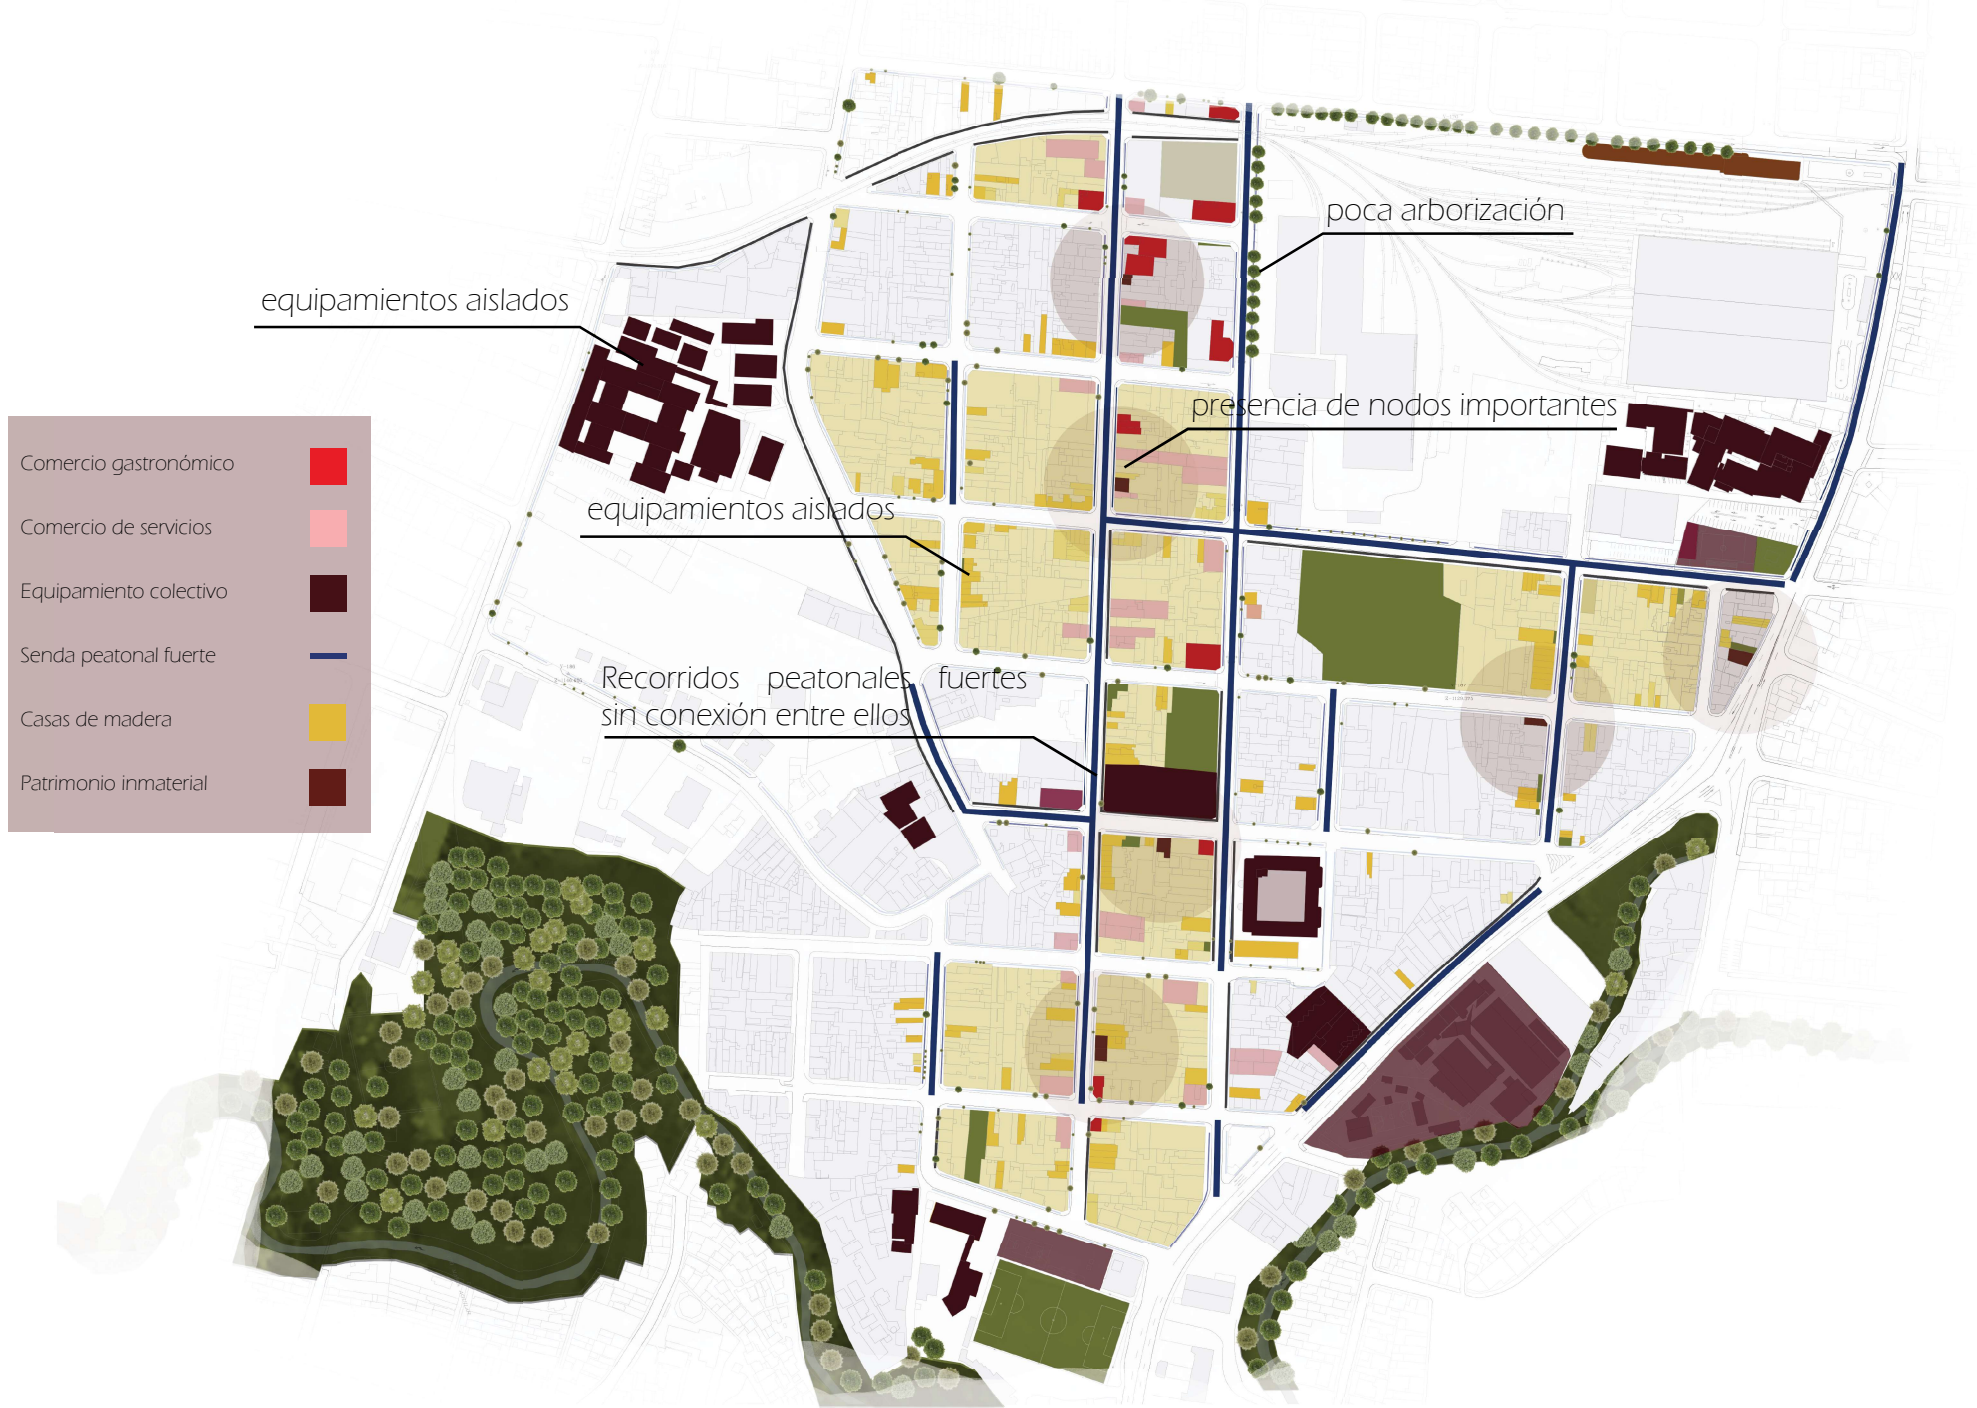 poca arborización
equipamientos aislados
presencia de nodos importantes
Comercio gastronómico
Comercio de servicios
equipamientos aislados
Equipamiento colectivo
Senda peatonal fuerte
Recorridos peatonales fuertes
sin conexión entre ellos
Casas de madera
Patrimonio inmaterial